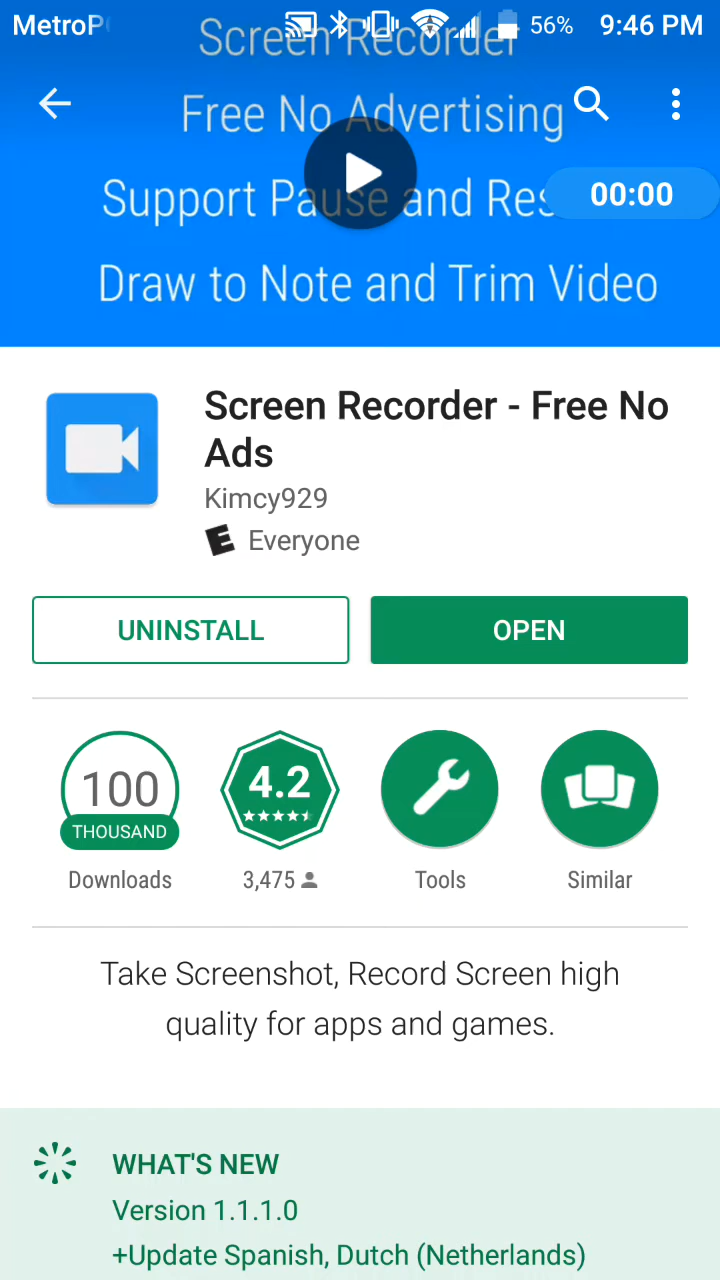 MetroP
56%
9:46 PM
Screen Recorder
Free No Advertising
Support Pause and Res
00:00
Draw to Note and Trim Video
Screen Recorder - Free No
Ads
Kimcy929
E Everyone
UNINSTALL
OPEN
100
THOUSAND
4.2
Downloads
3,475
Tools
Similar
Take Screenshot, Record Screen high
quality for apps and games.
WHAT'S NEW
Version 1.1.1.0
+Update Spanish, Dutch (Netherlands)